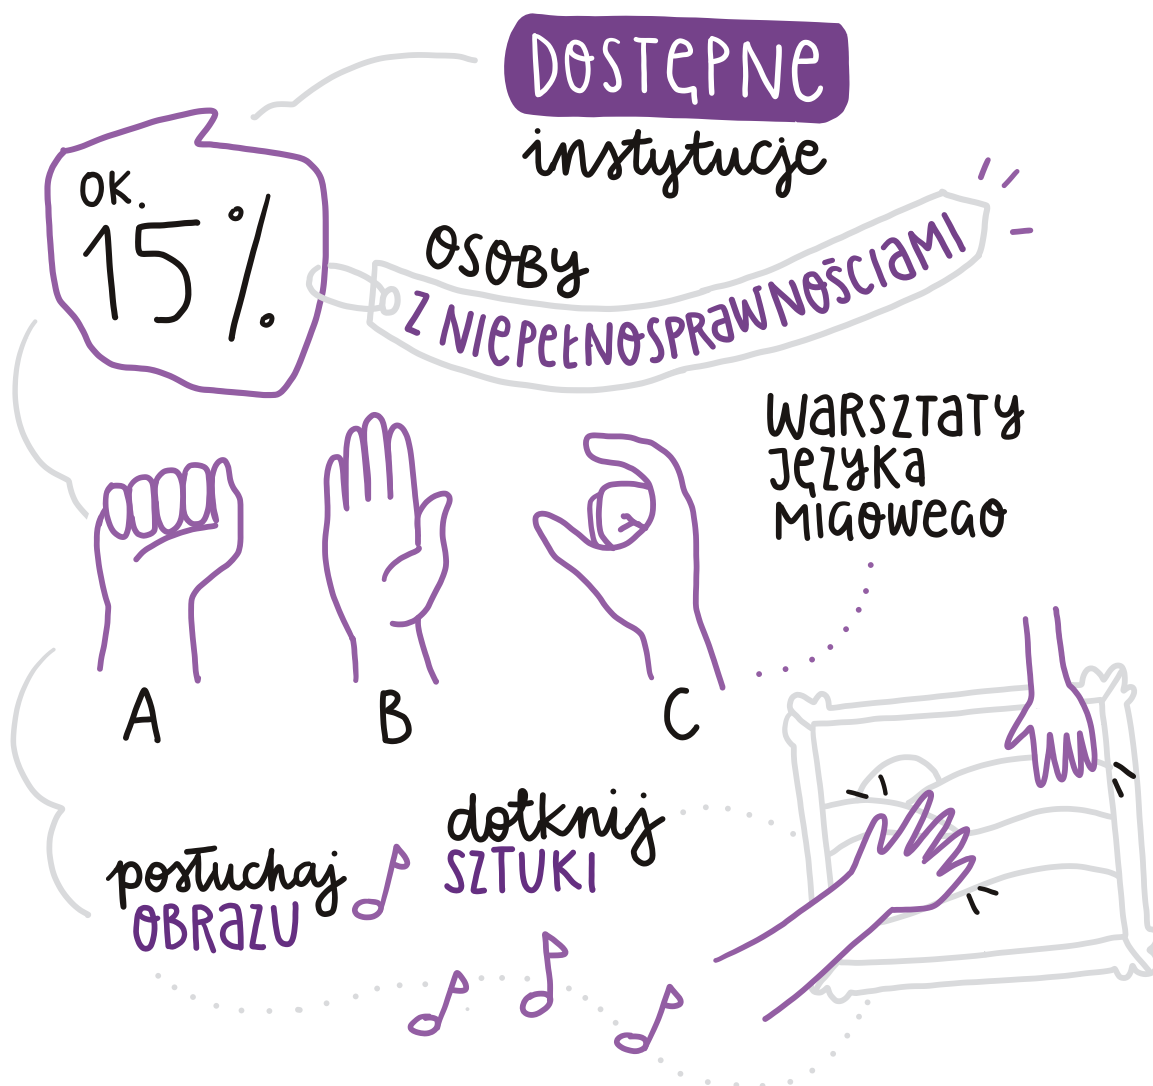 DOSTĘPNE
instytucje
OK.
15%
OSOBY
Z NIEPEŁNOSPRAWNOŚCIAMI
WARSZTATY
JĘZYKA
MIGOWEGO
A B C
dotknij
SZTUKI
posłuchaj
OBRAZU